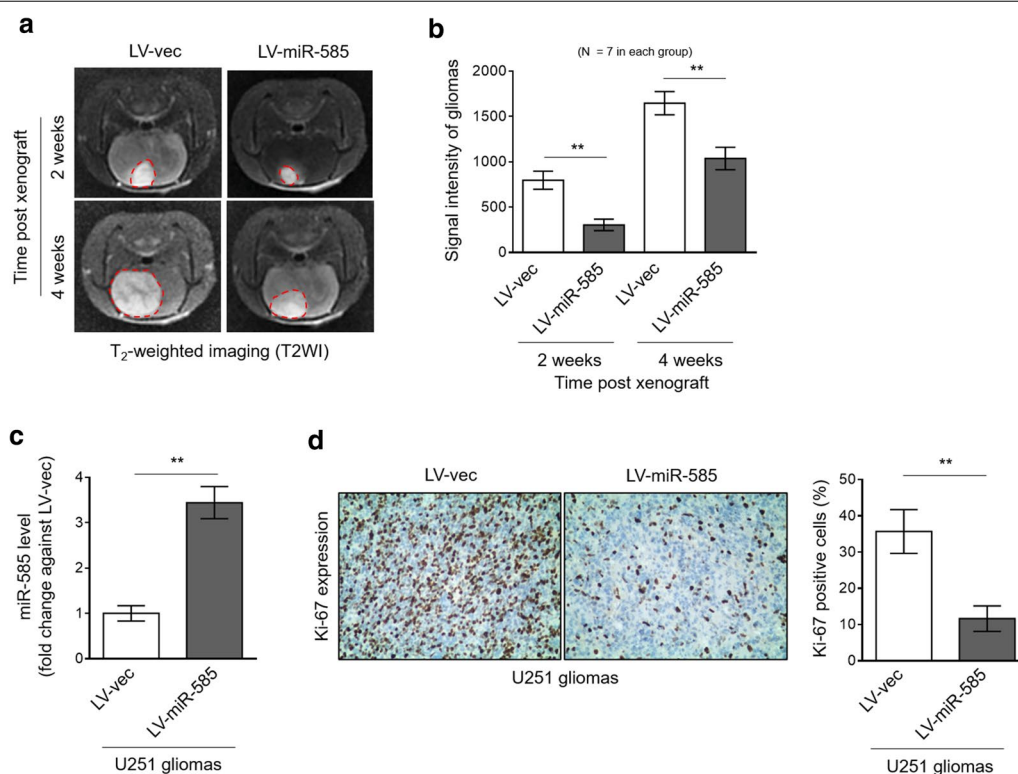 a
LV-vec
LV-miR-585
Time post xenograft
2 weeks
4 weeks
T2-weighted imaging (T2WI)
b
(N = 7 in each group)
Signal intensity of gliomas
2000
1500
1000
500
0
**
**
LV-vec
LV-miR-585
LV-vec
LV-miR-585
2 weeks
4 weeks
Time post xenograft
c
miR-585 level
(fold change against LV-vec)
4
3
2
1
0
**
LV-vec
LV-miR-585
U251 gliomas
d
LV-vec
LV-miR-585
Ki-67 expression
U251 gliomas
Ki-67 positive cells (%)
50
40
30
20
10
0
**
LV-vec
LV-miR-585
U251 gliomas